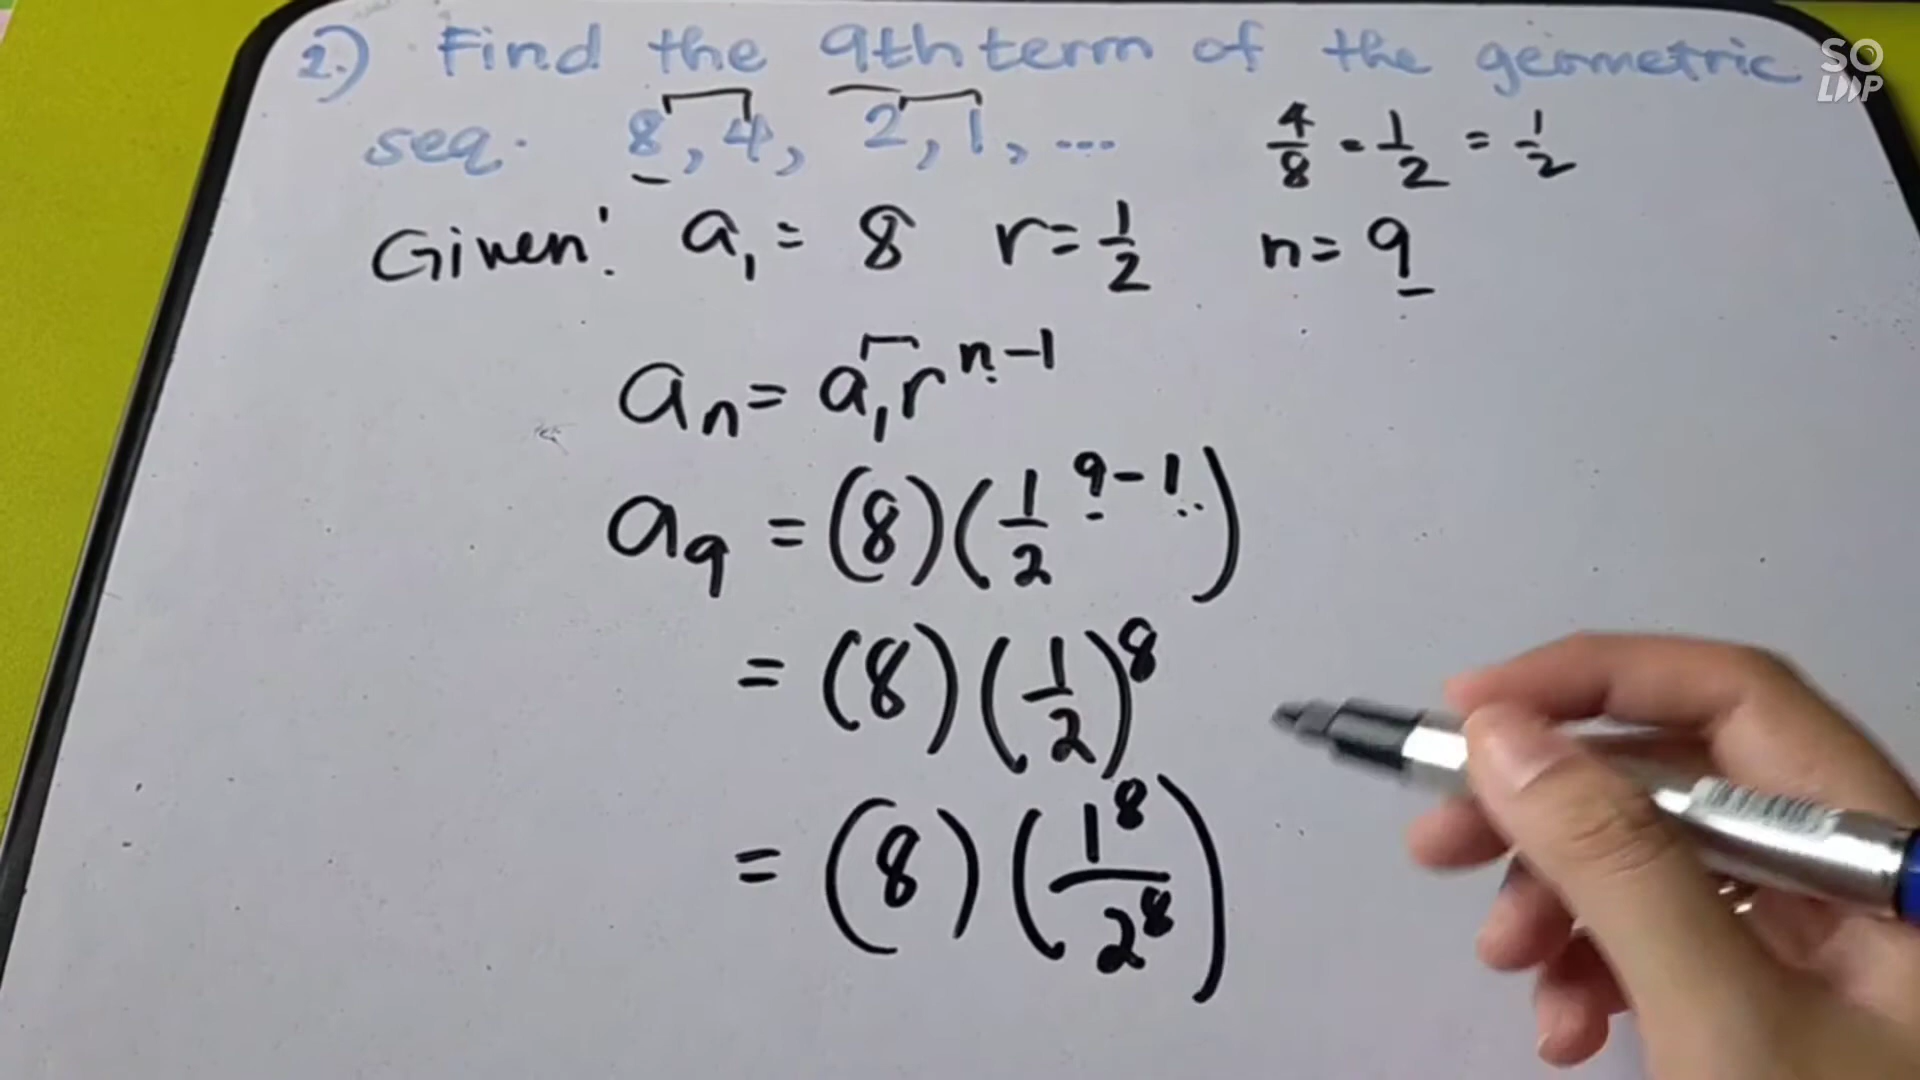 2.) Find the 9th term of the geometric
seq. 8, 4, 2, 1, ... 4/8 = 1/2 = 1/2
Given: a₁ = 8 r = 1/2 n = 9
aₙ = a₁r^(n-1)
a₉ = (8)(1/2^(9-1))
= (8)(1/2)^8
= (8)(1^8/2^8)
SO LOOP